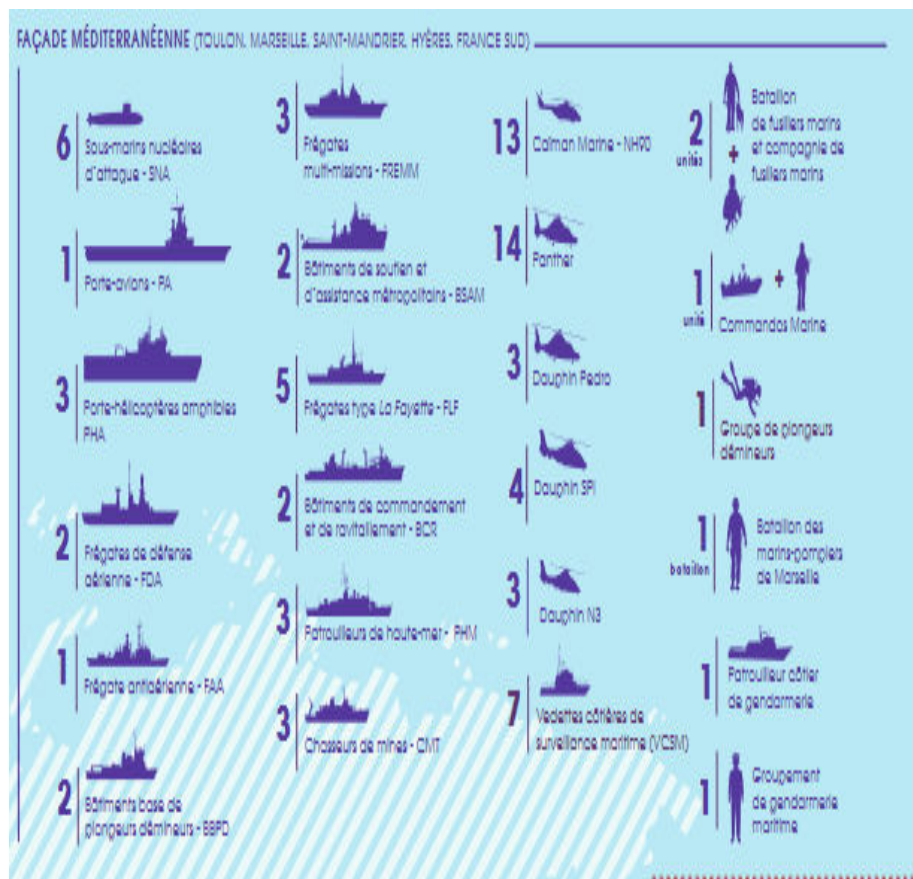 FAÇADE MÉDITERRANÉENNE (TOULON, MARSEILLE, SAINT-MANDRIER, HYÈRES, FRANCE SUD)
6
Sous-marins nucléaires
d'attaque - SNA
1
Porte-avions - PA
3
Porte-hélicoptères amphibies
PHA
2
Frégates de défense
aérienne - FDA
1
Frégate antiaérienne - FAA
2
Bâtiments base de
plongeurs démineurs - BBPD
3
Frégates
multi-missions - FREMM
2
Bâtiments de soutien et
d'assistance métropolitains - BSAM
5
Frégates type La Fayette - FLF
2
Bâtiments de commandement
et de ravitaillement - BCR
3
Patrouilleurs de haute-mer - PHM
3
Chasseurs de mines - CMT
13
Caïman Marine - NH90
14
Panther
3
Dauphin Pedro
4
Dauphin SPI
3
Dauphin N3
7
Vedettes côtières de
surveillance maritime (VCSM)
2
unités
+
Bataillon
de fusiliers marins
et compagnie de
fusiliers marins
1
unité
+
Commandos Marine
1
Groupe de plongeurs
démineurs
1
bataillon
Bataillon des
marins-pompiers
de Marseille
1
Patrouilleur côtier
de gendarmerie
1
Groupement
de gendarmerie
maritime